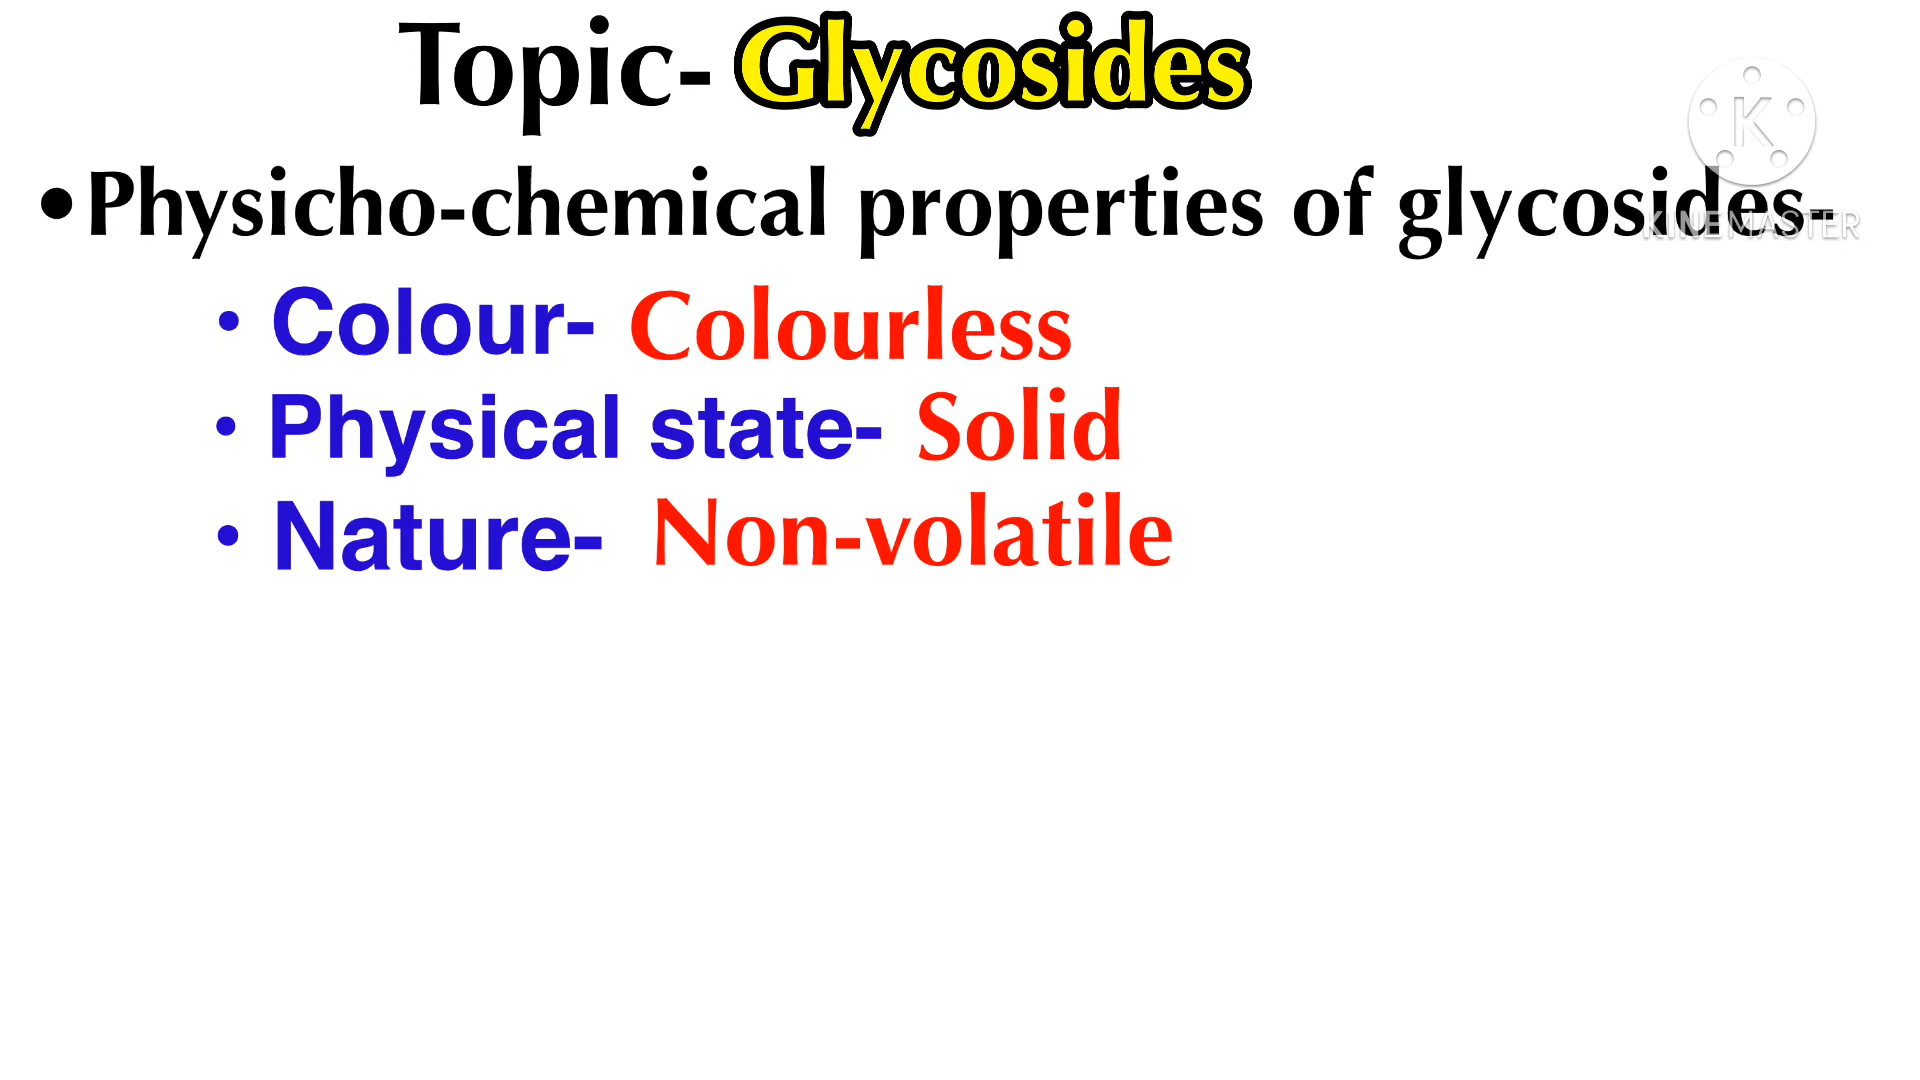 Topic- Glycosides
K
•Physicho-chemical properties of glycosides-
KINEMASTER
• Colour- Colourless
• Physical state- Solid
• Nature- Non-volatile